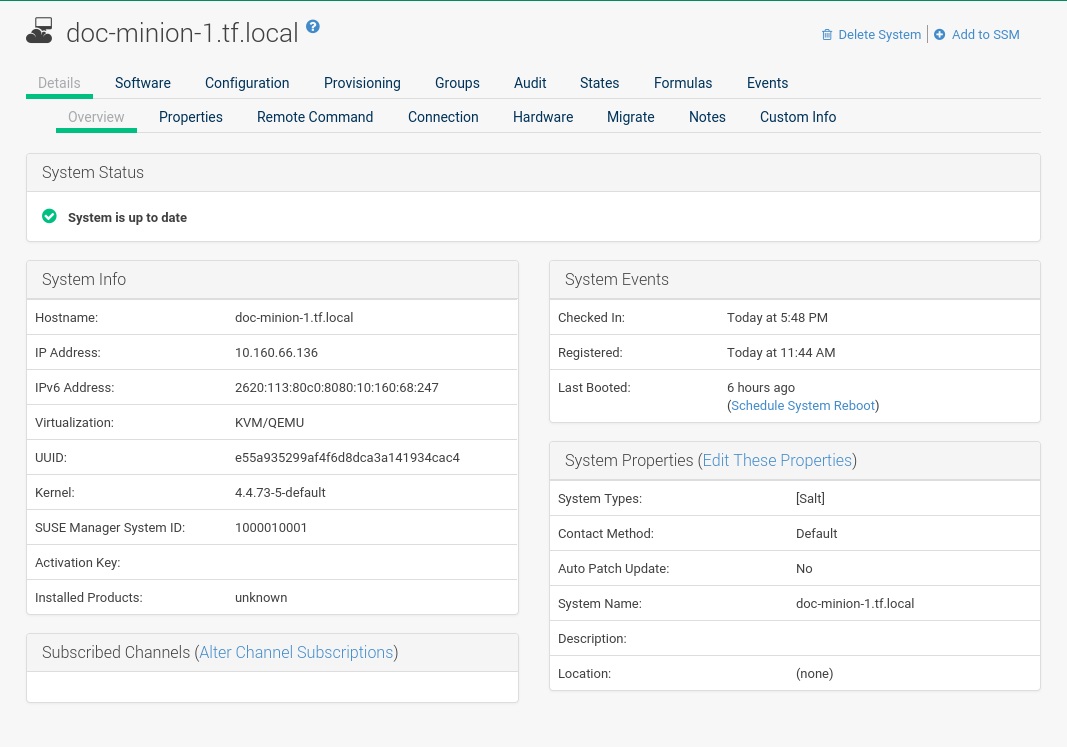 doc-minion-1.tf.local ?
Delete System | Add to SSM
Details Software Configuration Provisioning Groups Audit States Formulas Events
Overview Properties Remote Command Connection Hardware Migrate Notes Custom Info
System Status
System is up to date
System Info
Hostname: doc-minion-1.tf.local
IP Address: 10.160.66.136
IPv6 Address: 2620:113:80c0:8080:10:160:68:247
Virtualization: KVM/QEMU
UUID: e55a935299af4f6d8dca3a141934cac4
Kernel: 4.4.73-5-default
SUSE Manager System ID: 1000010001
Activation Key:
Installed Products: unknown
Subscribed Channels (Alter Channel Subscriptions)
System Events
Checked In: Today at 5:48 PM
Registered: Today at 11:44 AM
Last Booted: 6 hours ago
(Schedule System Reboot)
System Properties (Edit These Properties)
System Types: [Salt]
Contact Method: Default
Auto Patch Update: No
System Name: doc-minion-1.tf.local
Description:
Location: (none)